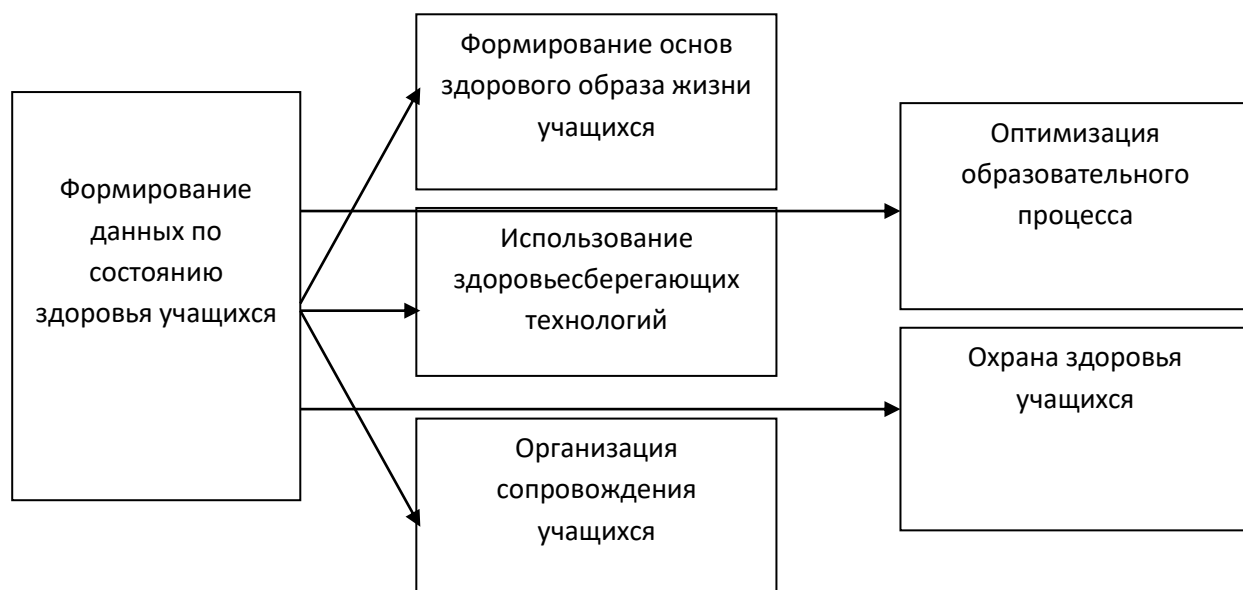 Формирование
данных по
состоянию
здоровья учащихся
Формирование основ
здорового образа жизни
учащихся
Использование
здоровьесберегающих
технологий
Организация
сопровождения
учащихся
Оптимизация
образовательного
процесса
Охрана здоровья
учащихся